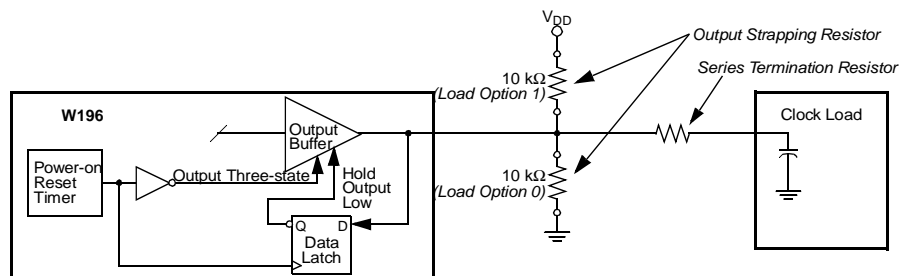 VDD
Output Strapping Resistor
Series Termination Resistor
10 kΩ
(Load Option 1)
W196
Clock Load
Output
Buffer
Power-on
Reset
Timer
Output Three-state
Hold
Output
Low
10 kΩ
(Load Option 0)
Q
D
Data
Latch